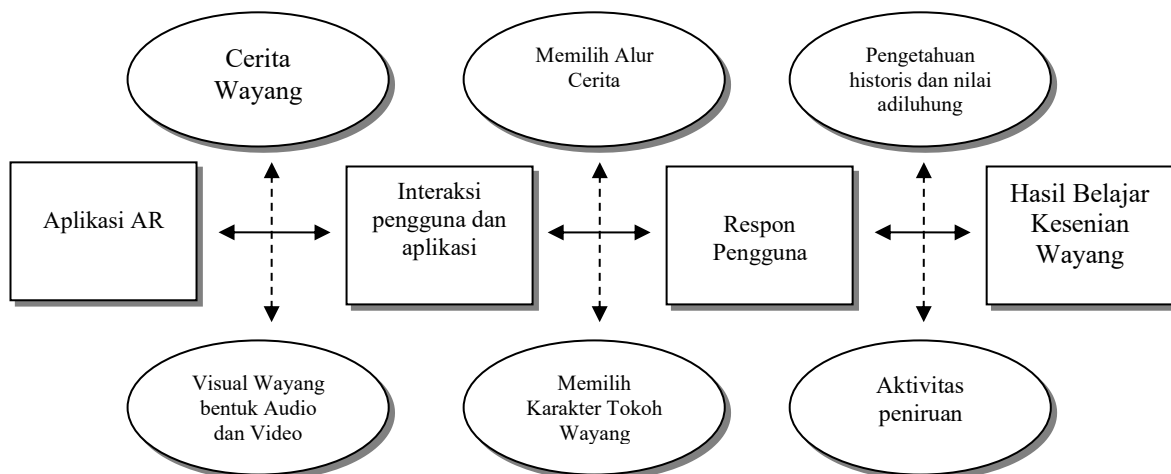 Cerita
Wayang
Memilih Alur
Cerita
Pengetahuan
historis dan nilai
adiluhung
Aplikasi AR
Interaksi
pengguna dan
aplikasi
Respon
Pengguna
Hasil Belajar
Kesenian
Wayang
Visual Wayang
bentuk Audio
dan Video
Memilih
Karakter Tokoh
Wayang
Aktivitas
peniruan